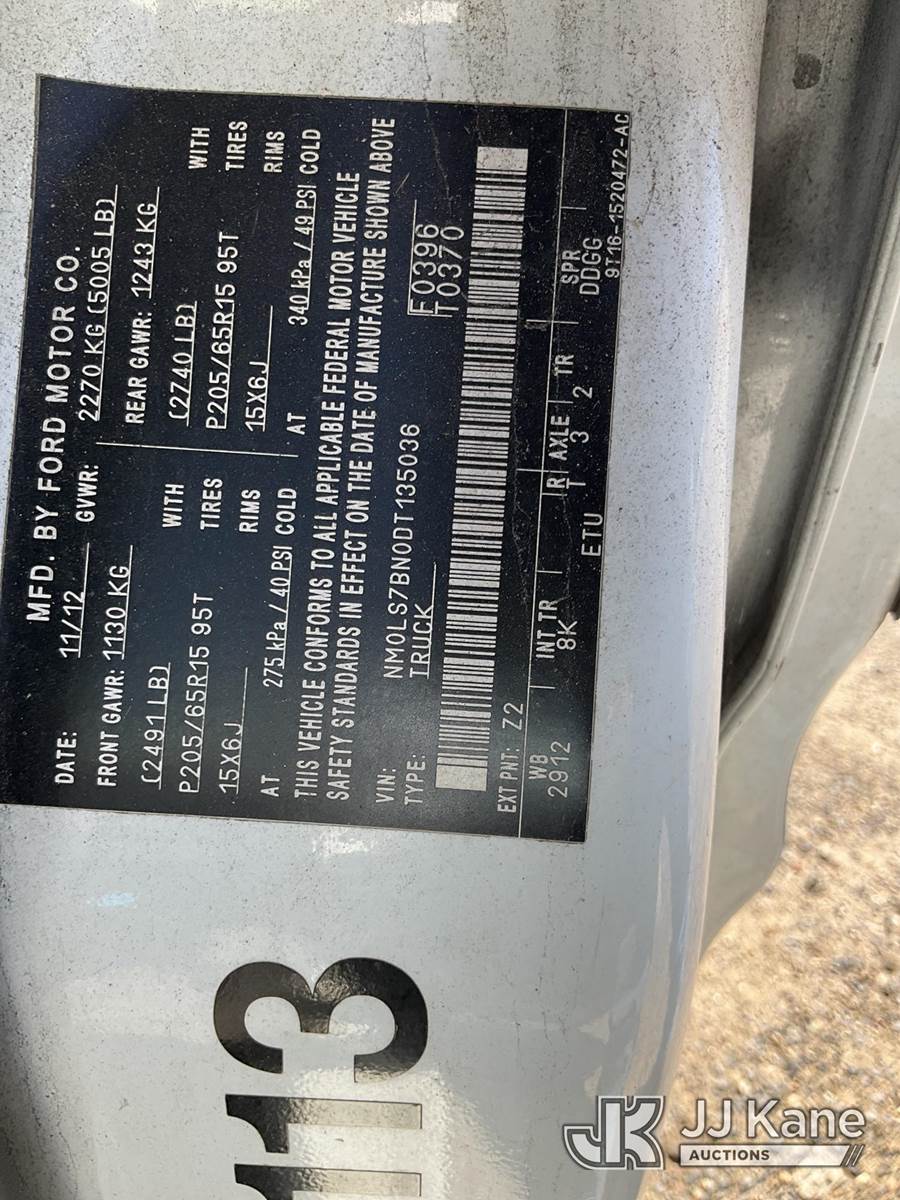 MFD. BY FORD MOTOR CO.
DATE: 11/12 GVWR: 2270 KG (5005 LB)
FRONT GAWR: 1130 KG REAR GAWR: 1243 KG
(2491 LB) WITH (2740 LB) WITH
P205/65R15 95T TIRES P205/65R15 95T TIRES
15X6J RIMS 15X6J RIMS
AT 275 kPa / 40 PSI COLD AT 340 kPa / 49 PSI COLD
THIS VEHICLE CONFORMS TO ALL APPLICABLE FEDERAL MOTOR VEHICLE
SAFETY STANDARDS IN EFFECT ON THE DATE OF MANUFACTURE SHOWN ABOVE
VIN: NM0LS7BN0DT135036
TYPE: TRUCK F0396
T0370
EXT PNT: Z2
WB INT TR R AXLE TR SPR
2912 8K 3 2 DDGG
ETU 9T16-1520472-AC
113
JK JJ Kane
AUCTIONS